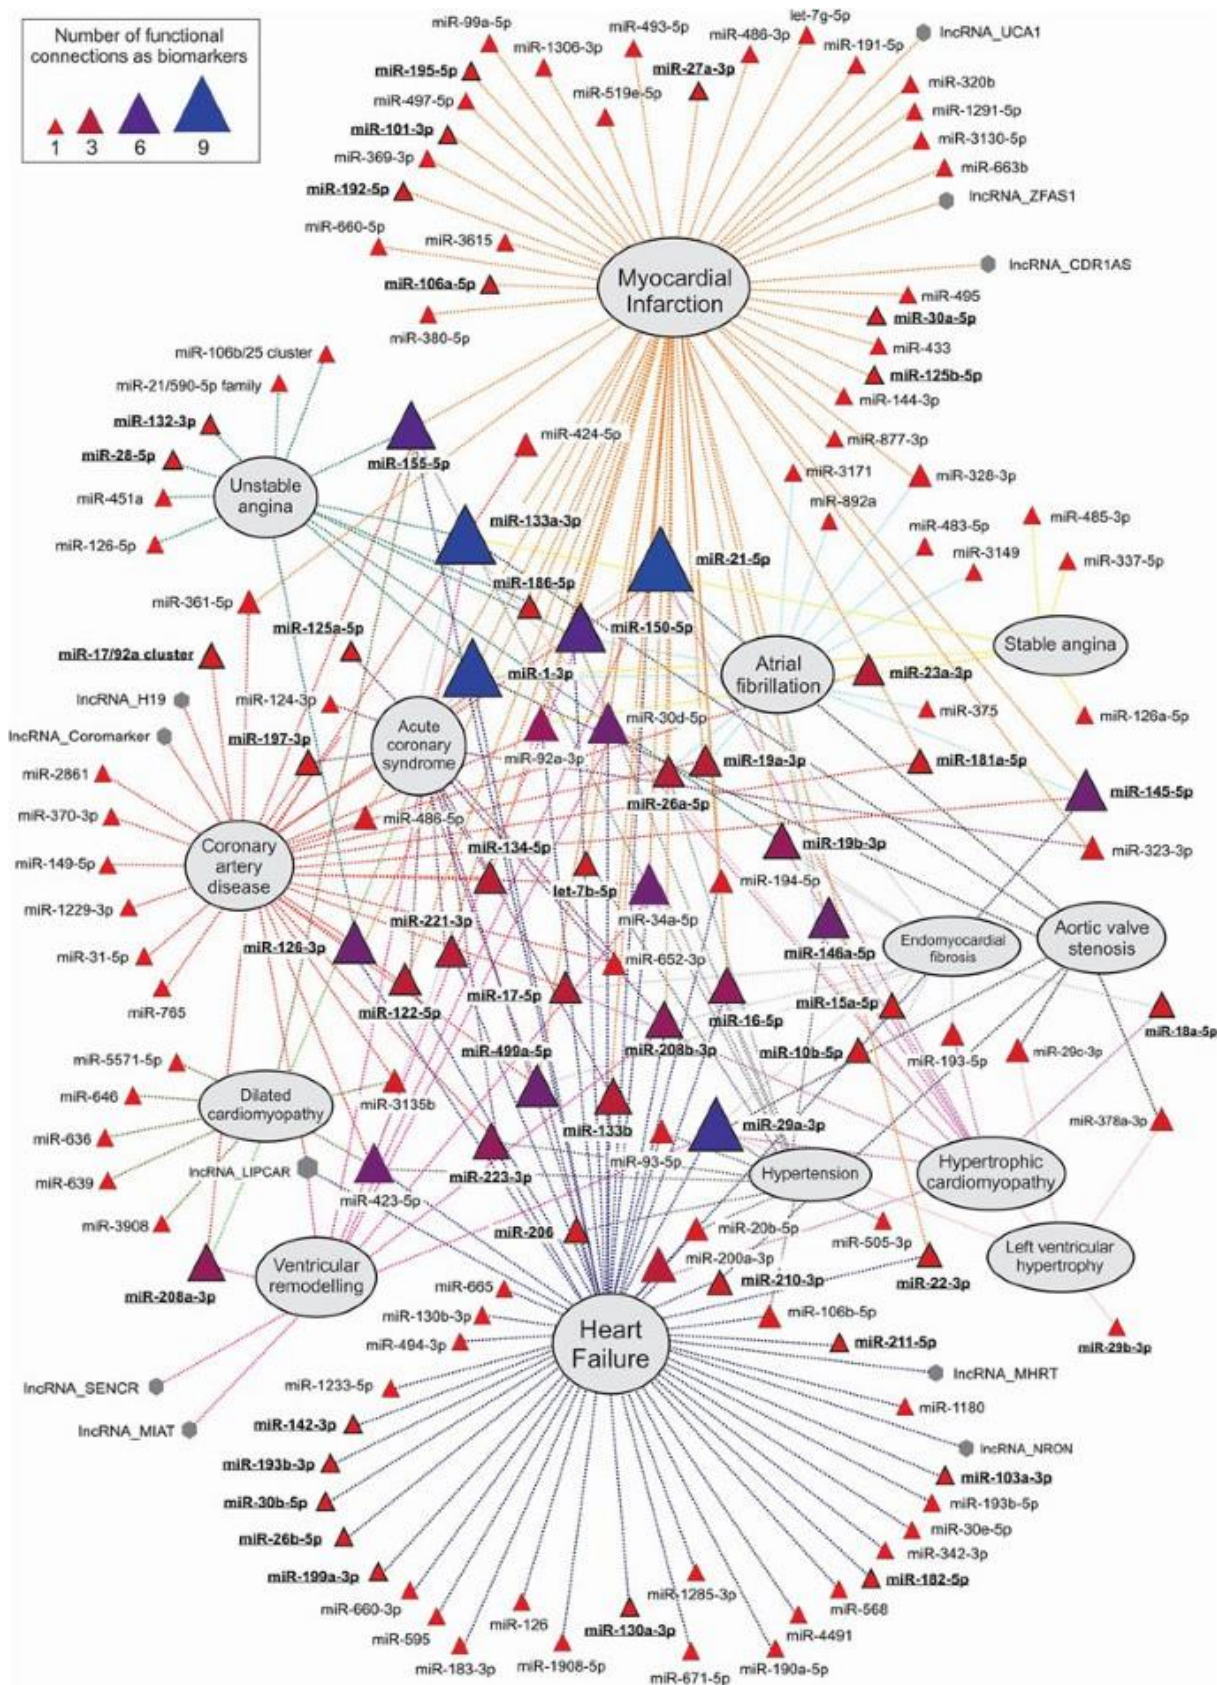 Number of functional
connections as biomarkers
1 3 6 9
miR-99a-5p
miR-493-5p
let-7g-5p
miR-1306-3p
miR-486-3p
lncRNA_UCA1
miR-195-5p
miR-27a-3p
miR-191-5p
miR-497-5p
miR-519e-5p
miR-320b
miR-101-3p
miR-1291-5p
miR-369-3p
miR-3130-5p
miR-192-5p
miR-663b
miR-660-5p
miR-3615
lncRNA_ZFAS1
miR-106a-5p
Myocardial
Infarction
lncRNA_CDR1AS
miR-380-5p
miR-495
miR-30a-5p
miR-433
miR-106b/25 cluster
miR-125b-5p
miR-21/590-5p family
miR-144-3p
miR-132-3p
miR-424-5p
miR-877-3p
miR-28-5p
miR-155-5p
miR-3171
miR-328-3p
Unstable
angina
miR-451a
miR-892a
miR-133a-3p
miR-485-3p
miR-483-5p
miR-126-5p
miR-21-5p
miR-3149
miR-337-5p
miR-186-5p
miR-361-5p
miR-125a-5p
miR-150-5p
miR-17/92a cluster
Stable angina
miR-1-3p
Atrial
fibrillation
miR-23a-3p
lncRNA_H19
miR-124-3p
miR-30d-5p
miR-375
miR-126a-5p
lncRNA_Coromarker
miR-197-3p
Acute
coronary
syndrome
miR-92a-3p
miR-19a-3p
miR-181a-5p
miR-2861
miR-26a-5p
miR-145-5p
miR-370-3p
miR-486-5p
miR-134-5p
miR-19b-3p
miR-323-3p
Coronary
artery
disease
miR-149-5p
let-7b-5p
miR-194-5p
miR-1229-3p
miR-221-3p
miR-34a-5p
miR-126-3p
miR-146a-5p
Endomyocardial
fibrosis
Aortic valve
stenosis
miR-31-5p
miR-652-3p
miR-765
miR-122-5p
miR-17-5p
miR-16-5p
miR-15a-5p
miR-18a-5p
miR-499a-5p
miR-208b-3p
miR-10b-5p
miR-193-5p
miR-29c-3p
miR-5571-5p
miR-646
Dilated
cardiomyopathy
miR-3135b
miR-636
miR-133b
miR-29a-3p
miR-378a-3p
lncRNA_LIPCAR
miR-93-5p
Hypertension
Hypertrophic
cardiomyopathy
miR-639
miR-423-5p
miR-223-3p
miR-3908
miR-206
miR-20b-5p
miR-505-3p
miR-208a-3p
Ventricular
remodelling
miR-200a-3p
miR-210-3p
miR-22-3p
Left ventricular
hypertrophy
miR-665
miR-130b-3p
miR-106b-5p
miR-494-3p
Heart
Failure
miR-211-5p
miR-29b-3p
lncRNA_SENCR
miR-1233-5p
lncRNA_MHRT
miR-1180
lncRNA_MIAT
miR-142-3p
lncRNA_NRON
miR-193b-3p
miR-103a-3p
miR-30b-5p
miR-193b-5p
miR-26b-5p
miR-30e-5p
miR-342-3p
miR-199a-3p
miR-182-5p
miR-1285-3p
miR-660-3p
miR-568
miR-595
miR-126
miR-130a-3p
miR-4491
miR-183-3p
miR-1908-5p
miR-671-5p
miR-190a-5p